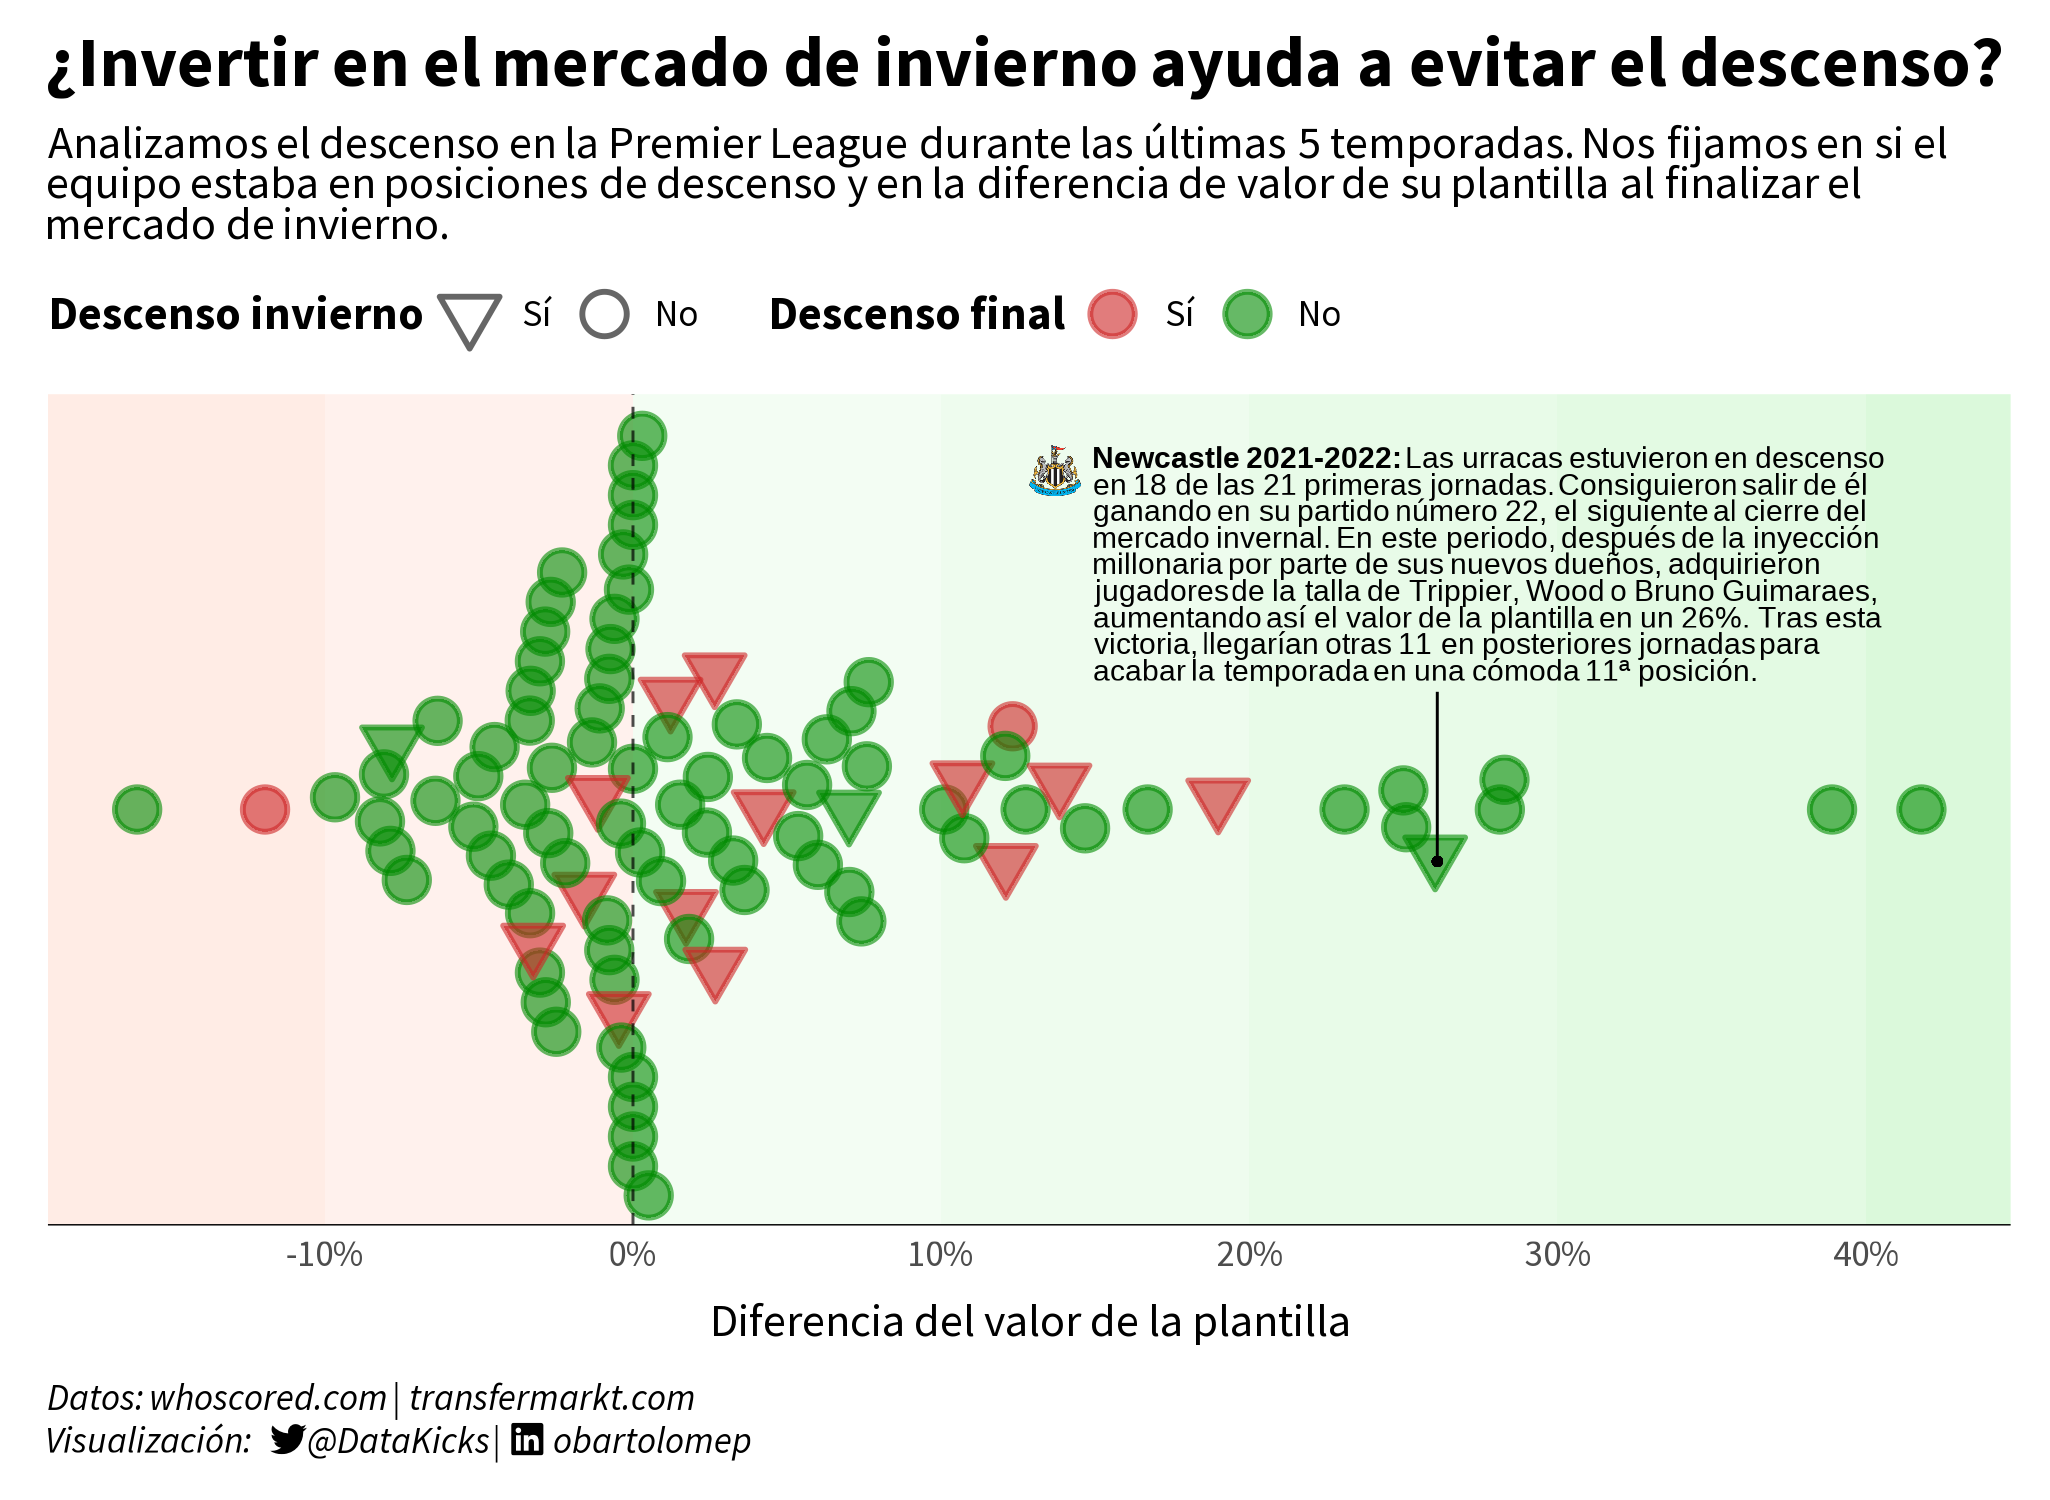 ¿Invertir en el mercado de invierno ayuda a evitar el descenso?
Analizamos el descenso en la Premier League durante las últimas 5 temporadas. Nos fijamos en si el
equipo estaba en posiciones de descenso y en la diferencia de valor de su plantilla al finalizar el
mercado de invierno.
Descenso invierno Sí No Descenso final Sí No
Newcastle 2021-2022: Las urracas estuvieron en descenso
en 18 de las 21 primeras jornadas. Consiguieron salir de él
ganando en su partido número 22, el siguiente al cierre del
mercado invernal. En este periodo, después de la inyección
millonaria por parte de sus nuevos dueños, adquirieron
jugadores de la talla de Trippier, Wood o Bruno Guimaraes,
aumentando así el valor de la plantilla en un 26%. Tras esta
victoria, llegarían otras 11 en posteriores jornadas para
acabar la temporada en una cómoda 11ª posición.
-10% 0% 10% 20% 30% 40%
Diferencia del valor de la plantilla
Datos: whoscored.com | transfermarkt.com
Visualización: @DataKicks | obartolomep